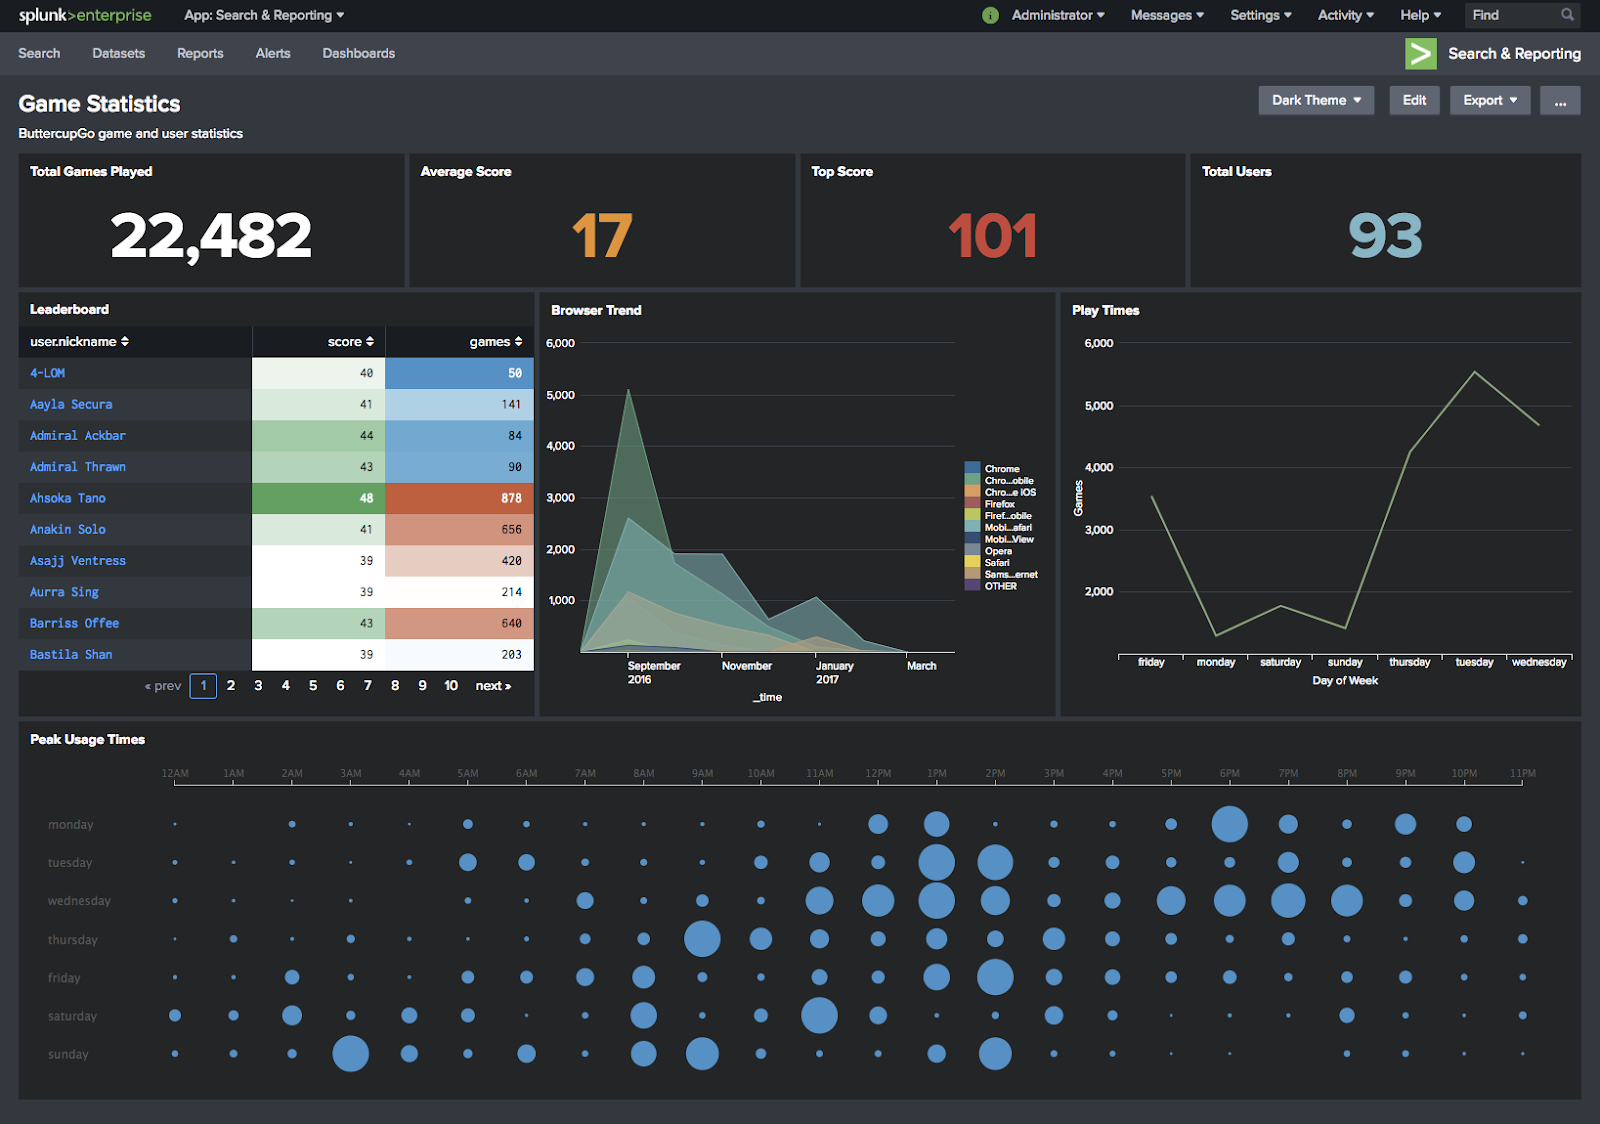 splunk>enterprise App: Search & Reporting i Administrator Messages Settings Activity Help Find
Search Datasets Reports Alerts Dashboards > Search & Reporting
Game Statistics Dark Theme Edit Export ...
ButtercupGo game and user statistics
Total Games Played
22,482
Average Score
17
Top Score
101
Total Users
93
Leaderboard
user.nickname score games
4-LOM 40 50
Aayla Secura 41 141
Admiral Ackbar 44 84
Admiral Thrawn 43 90
Ahsoka Tano 48 878
Anakin Solo 41 656
Asajj Ventress 39 420
Aurra Sing 39 214
Barriss Offee 43 640
Bastila Shan 39 203
« prev 1 2 3 4 5 6 7 8 9 10 next »
Browser Trend
6,000
5,000
4,000
3,000
2,000
1,000
September November January March
2016 2017
_time
Chrome
Chro...obile
Chro...e iOS
Firefox
Firef...obile
Mobi...afari
Mobi...View
Opera
Safari
Sams...ernet
OTHER
Play Times
6,000
5,000
4,000
3,000
2,000
Games
friday monday saturday sunday thursday tuesday wednesday
Day of Week
Peak Usage Times
12AM 1AM 2AM 3AM 4AM 5AM 6AM 7AM 8AM 9AM 10AM 11AM 12PM 1PM 2PM 3PM 4PM 5PM 6PM 7PM 8PM 9PM 10PM 11PM
monday
tuesday
wednesday
thursday
friday
saturday
sunday